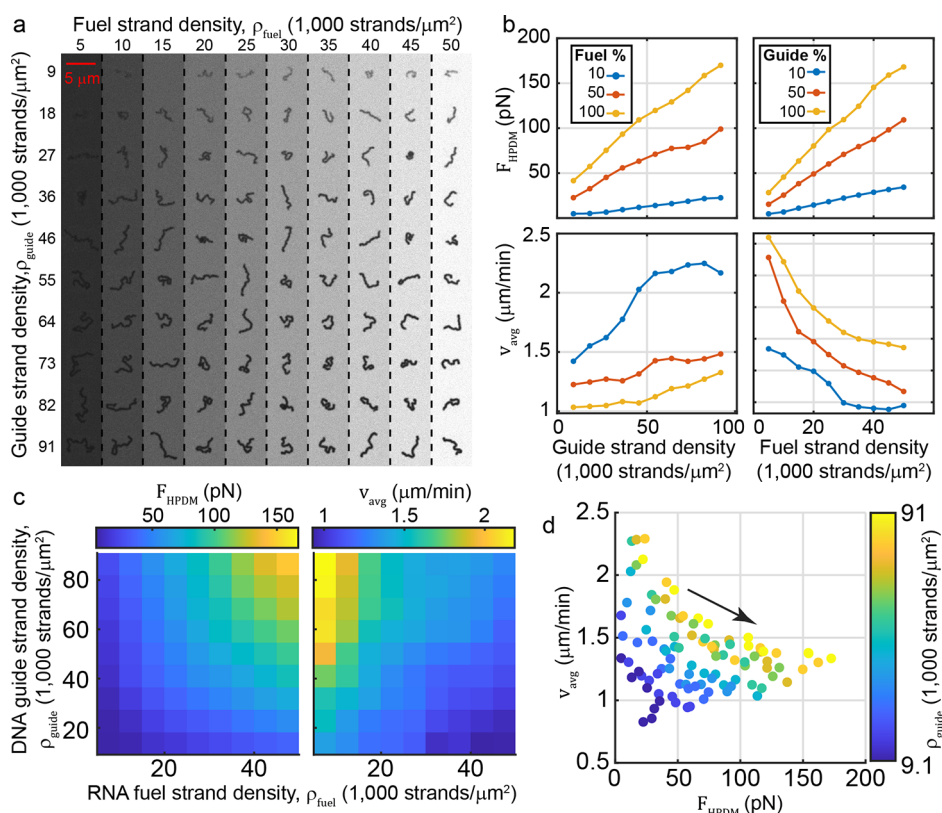 a
Fuel strand density, ρfuel (1,000 strands/μm²)
5 10 15 20 25 30 35 40 45 50
5 μm
Guide strand density, ρguide (1,000 strands/μm²)
9
18
27
36
46
55
64
73
82
91
b
FHPDM (pN)
200
150
100
50
Fuel %
10
50
100
Guide %
10
50
100
vavg (μm/min)
2.5
2
1.5
1
0 50 100
0 20 40
Guide strand density
(1,000 strands/μm²)
Fuel strand density
(1,000 strands/μm²)
c
FHPDM (pN)
50 100 150
vavg (μm/min)
1 1.5 2
DNA guide strand density,
ρguide (1,000 strands/μm²)
80
60
40
20
20 40
20 40
RNA fuel strand density, ρfuel (1,000 strands/μm²)
d
vavg (μm/min)
2.5
2
1.5
1
0.5
0 50 100 150 200
FHPDM (pN)
91
9.1
ρguide (1,000 strands/μm²)